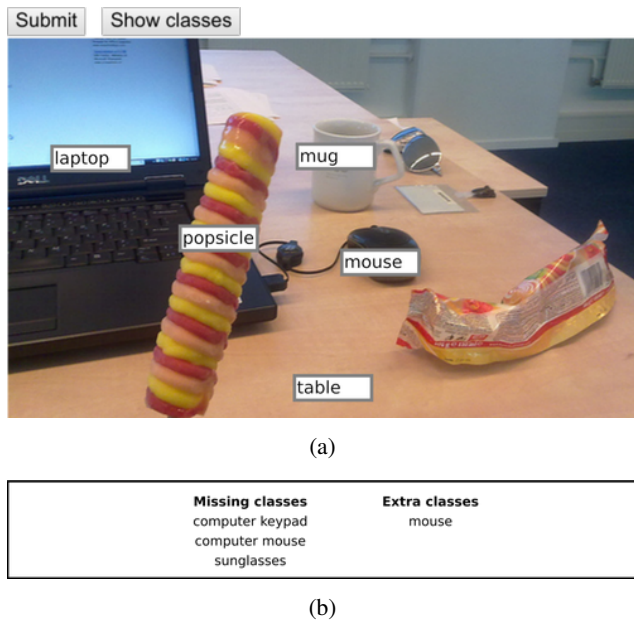 Submit Show classes
laptop
mug
DELL
popsicle
mouse
table
(a)
Missing classes Extra classes
computer keypad mouse
computer mouse
sunglasses
(b)